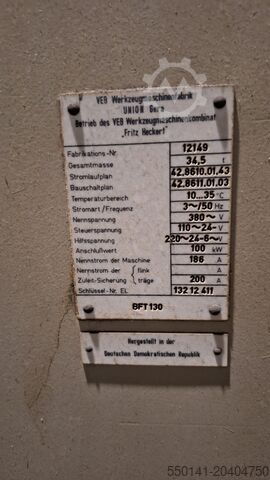 VEB Werkzeugmaschinenfabrik
UNION Gera
Betrieb des VEB Werkzeugmaschinenkombinat
„Fritz Heckert"
Fabrikations-Nr. 12149
Gesamtmasse 34,5 t
Stromlaufplan 42.8610.01.43
Bauschaltplan 42.8611.01.03
Temperaturbereich 10...35 °C
Stromart/Frequenz 3~/50 Hz
Nennspannung 380~ V
Steuerspannung 110~24- V
Hilfsspannung 220~24-6~ V
Anschlußwert 100 kW
Nennstrom der Maschine 186 A
Nennstrom der flink A
Zuleit-Sicherung träge 200 A
Schlüssel-Nr. EL 132 12 411
BFT 130
Hergestellt in der
Deutschen Demokratischen Republik
550141-20404750